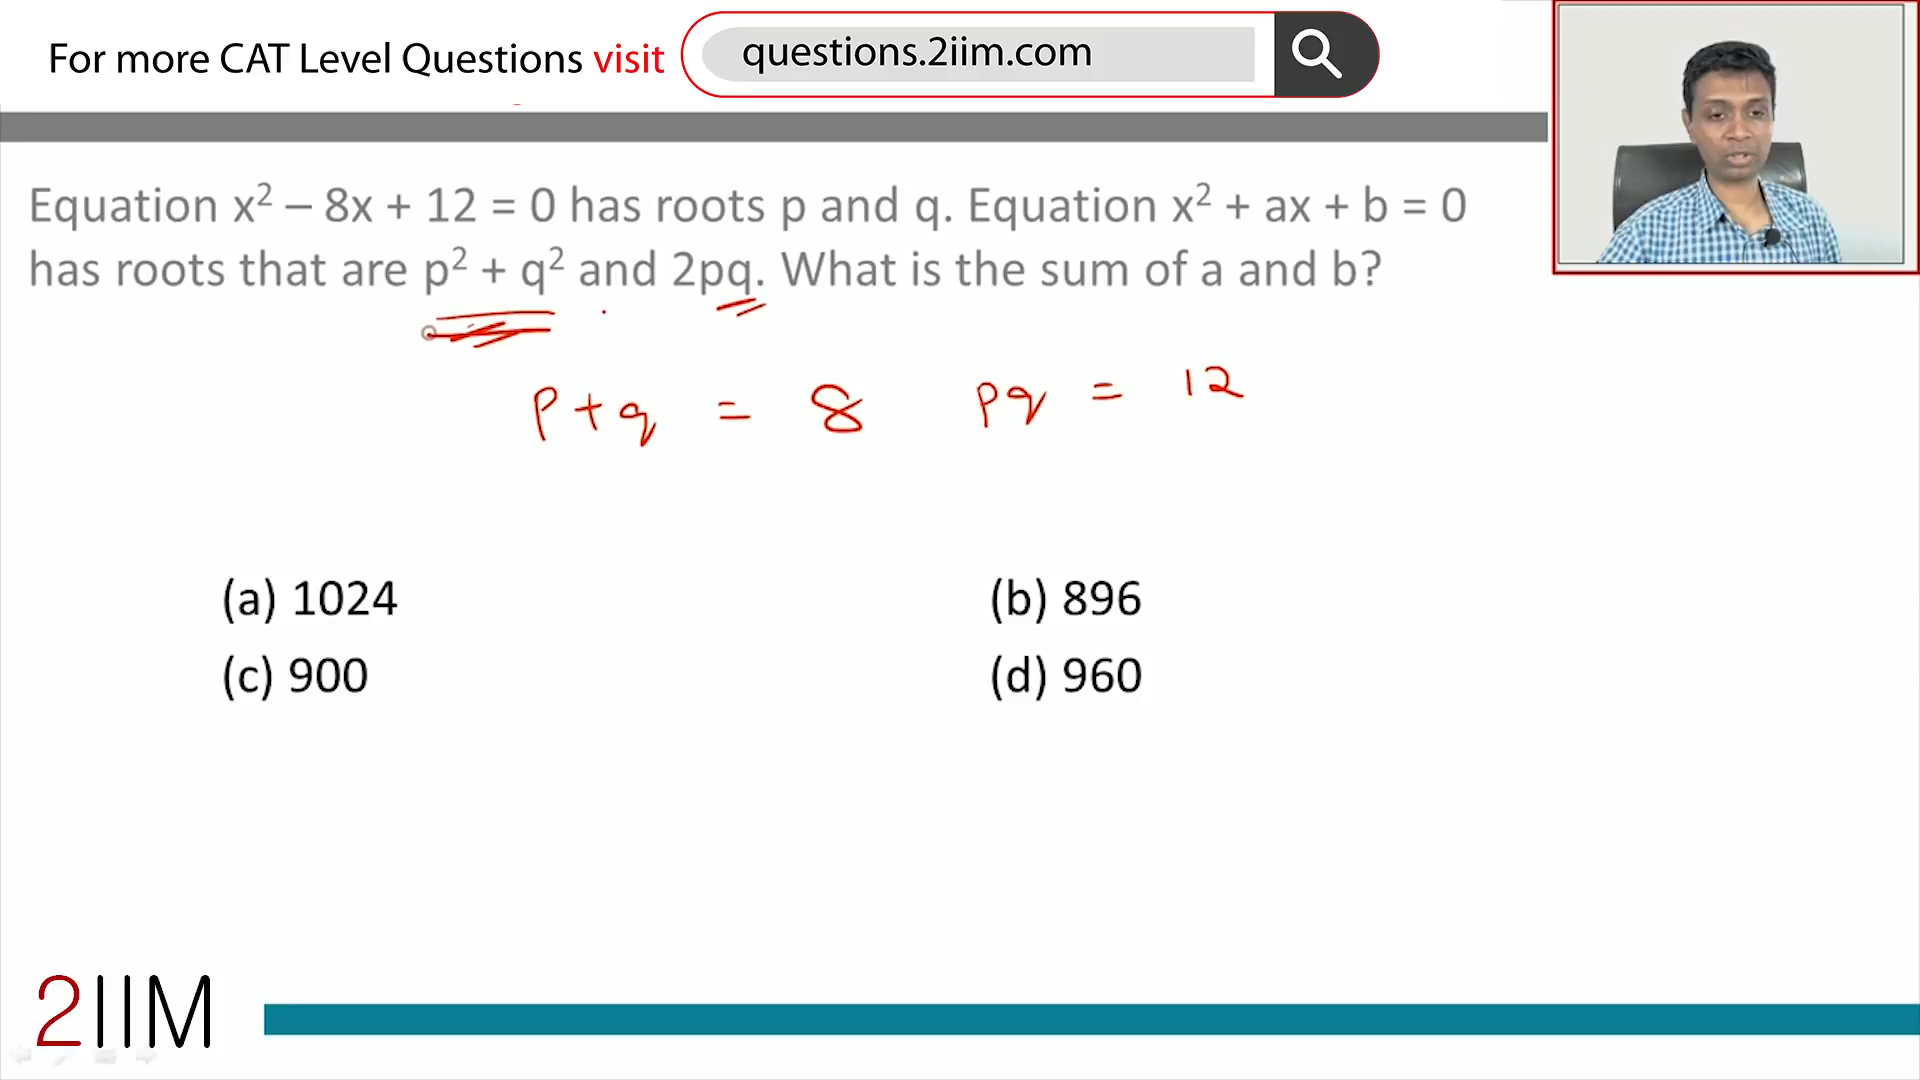 For more CAT Level Questions visit questions.2iim.com
Equation x² – 8x + 12 = 0 has roots p and q. Equation x² + ax + b = 0
has roots that are p² + q² and 2pq. What is the sum of a and b?
p + q = 8 pq = 12
(a) 1024 (b) 896
(c) 900 (d) 960
2IIM